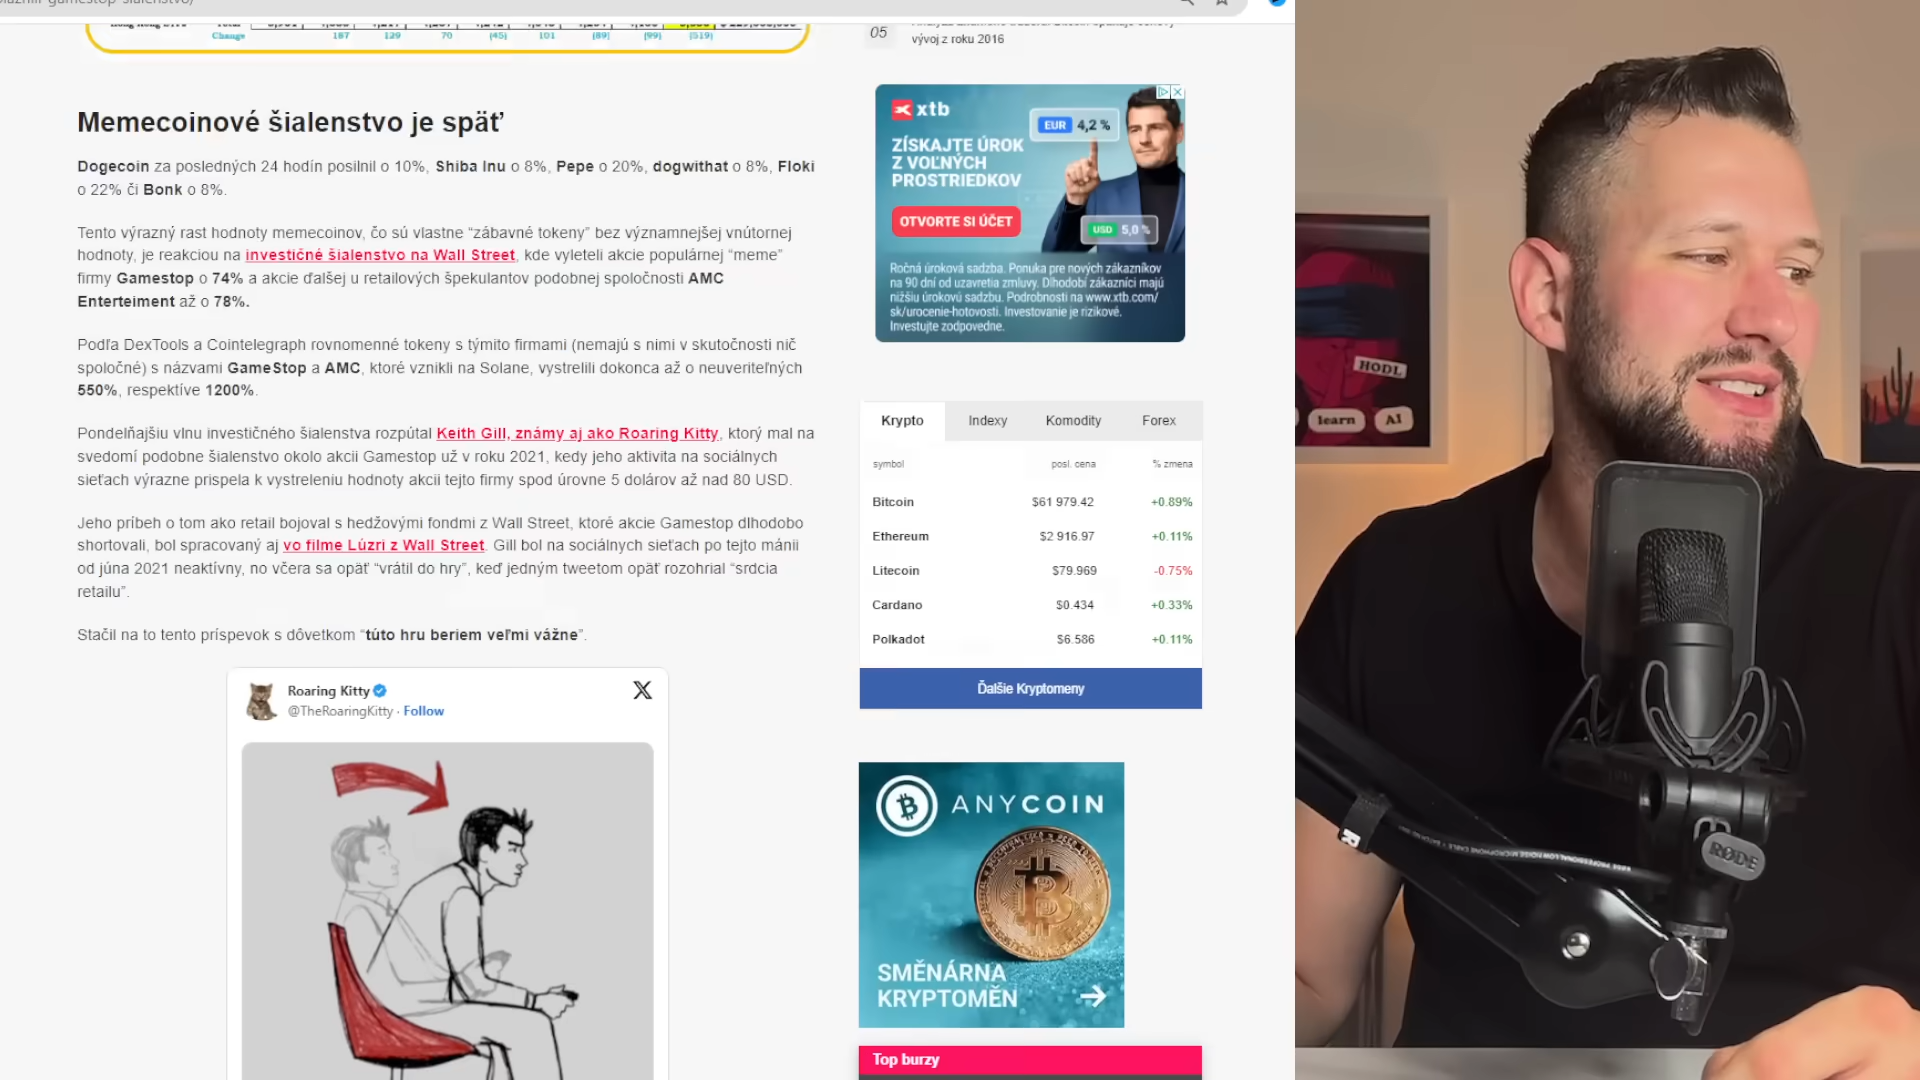 Change 187 129 70 (45) 101 (89) (99) (519)
Memecoinové šialenstvo je späť
Dogecoin za posledných 24 hodín posilnil o 10%, Shiba Inu o 8%, Pepe o 20%, dogwithat o 8%, Floki
o 22% či Bonk o 8%.
Tento výrazný rast hodnoty memecoinov, čo sú vlastne “zábavné tokeny” bez významnejšej vnútornej
hodnoty, je reakciou na investičné šialenstvo na Wall Street, kde vyleteli akcie populárnej “meme”
firmy Gamestop o 74% a akcie ďalšej u retailových špekulantov podobnej spoločnosti AMC
Enterteiment až o 78%.
Podľa DexTools a Cointelegraph rovnomenné tokeny s týmito firmami (nemajú s nimi v skutočnosti nič
spoločné) s názvami GameStop a AMC, ktoré vznikli na Solane, vystrelili dokonca až o neuveriteľných
550%, respektíve 1200%.
Pondelňajšiu vlnu investičného šialenstva rozpútal Keith Gill, známy aj ako Roaring Kitty, ktorý mal na
svedomí podobne šialenstvo okolo akcii Gamestop už v roku 2021, kedy jeho aktivita na sociálnych
sieťach výrazne prispela k vystreleniu hodnoty akcii tejto firmy spod úrovne 5 dolárov až nad 80 USD.
Jeho príbeh o tom ako retail bojoval s hedžovými fondmi z Wall Street, ktoré akcie Gamestop dlhodobo
shortovali, bol spracovaný aj vo filme Lúzri z Wall Street. Gill bol na sociálnych sieťach po tejto mánii
od júna 2021 neaktívny, no včera sa opäť “vrátil do hry”, keď jedným tweetom opäť rozohrial “srdcia
retailu”.
Stačil na to tento príspevok s dôvetkom “túto hru beriem veľmi vážne”.
Roaring Kitty
@TheRoaringKitty · Follow
05
vývoj z roku 2016
xtb
EUR 4,2 %
ZÍSKAJTE ÚROK
Z VOĽNÝCH
PROSTRIEDKOV
OTVORTE SI ÚČET
USD 5,0 %
Ročná úroková sadzba. Ponuka pre nových zákazníkov
na 90 dní od uzavretia zmluvy. Dlhodobí zákazníci majú
nižšiu úrokovú sadzbu. Podrobnosti na www.xtb.com/
sk/urocenie-hotovosti. Investovanie je rizikové.
Investujte zodpovedne.
Krypto Indexy Komodity Forex
symbol posl. cena % zmena
Bitcoin $61 979.42 +0.89%
Ethereum $2 916.97 +0.11%
Litecoin $79.969 -0.75%
Cardano $0.434 +0.33%
Polkadot $6.586 +0.11%
Ďalšie Kryptomeny
ANYCOIN
SMĚNÁRNA
KRYPTOMĚN
Top burzy
HODL
learn AI
RØDE